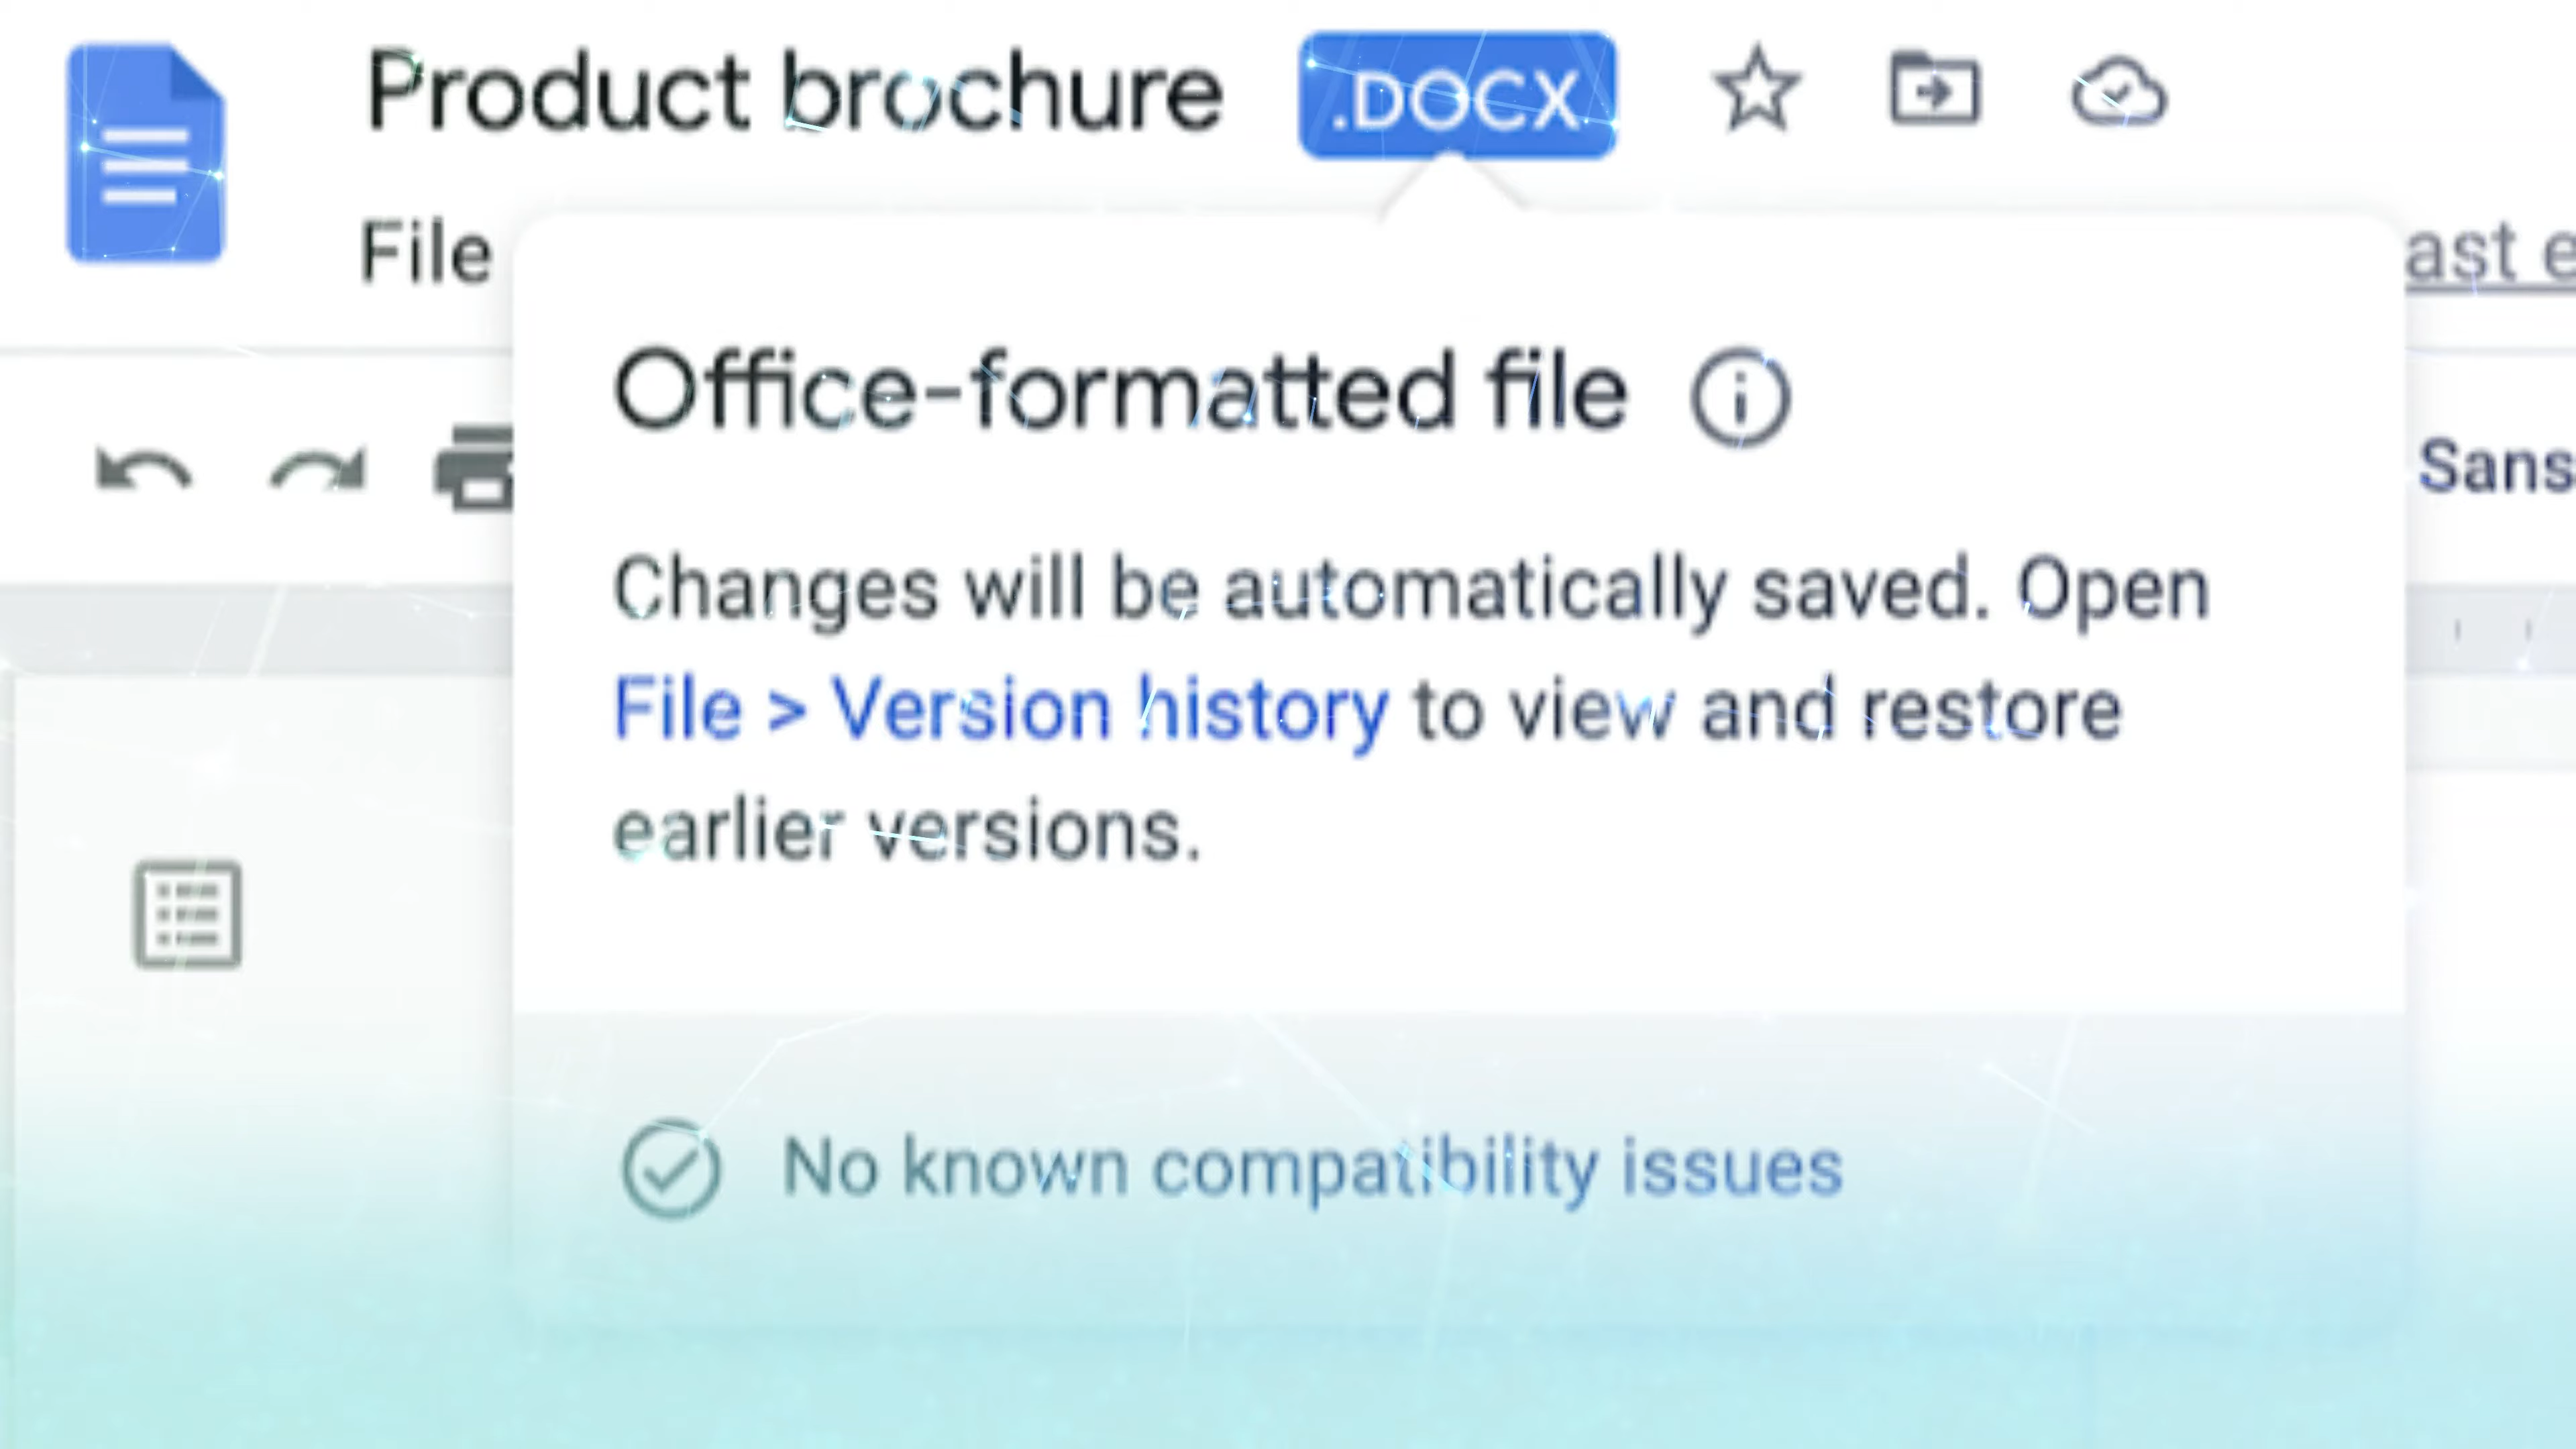 Product brochure .DOCX
File
ast e
Office-formatted file
Sans
Changes will be automatically saved. Open
File > Version history to view and restore
earlier versions.
No known compatibility issues